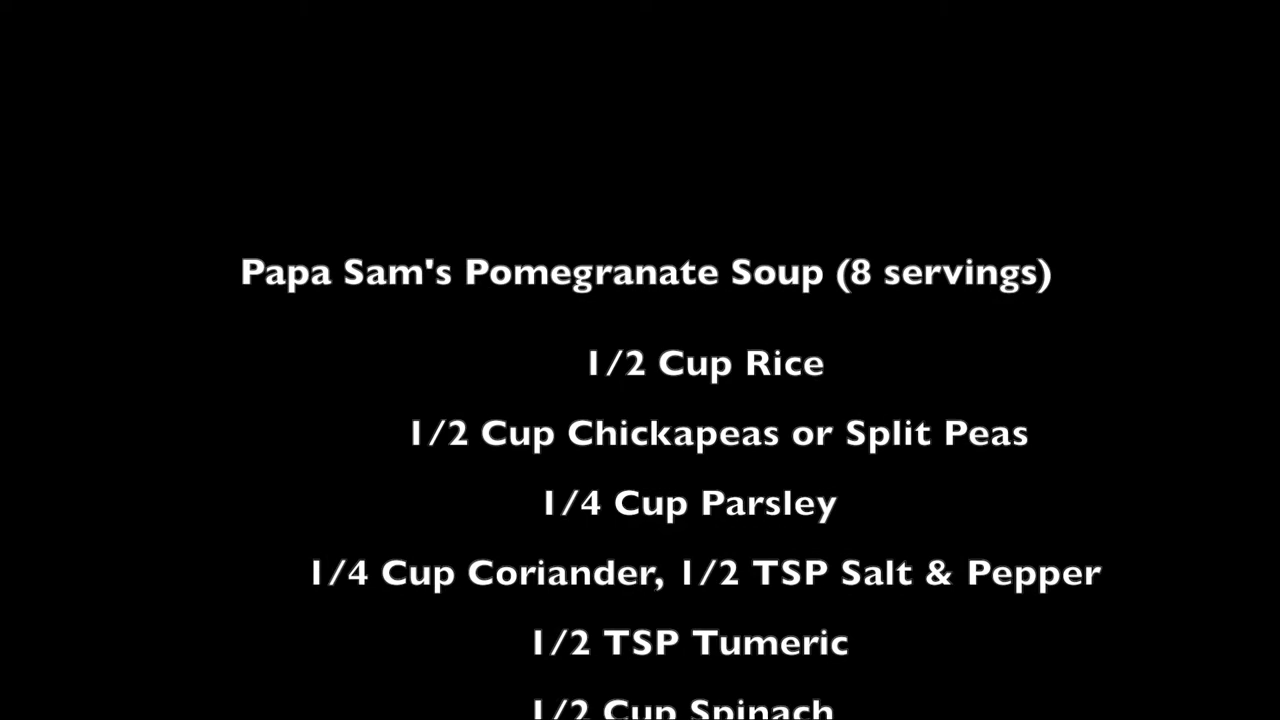 Papa Sam's Pomegranate Soup (8 servings)
1/2 Cup Rice
1/2 Cup Chickapeas or Split Peas
1/4 Cup Parsley
1/4 Cup Coriander, 1/2 TSP Salt & Pepper
1/2 TSP Tumeric
1/2 Cup Spinach